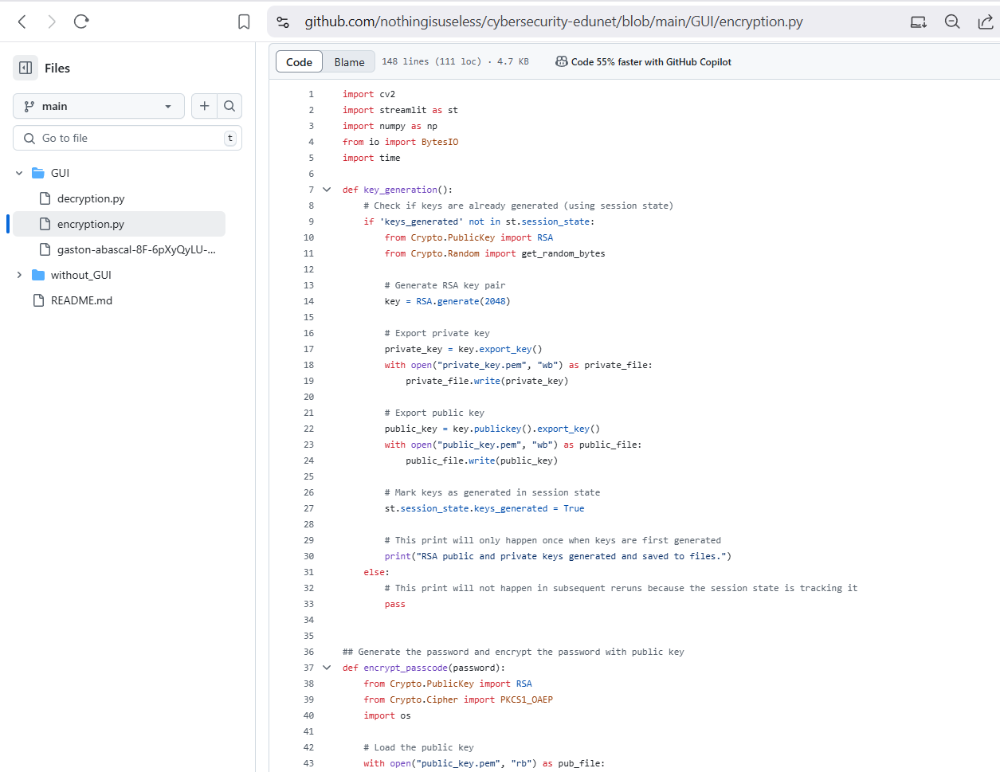 github.com/nothingisuseless/cybersecurity-edunet/blob/main/GUI/encryption.py
Files
main
Go to file
t
GUI
decryption.py
encryption.py
gaston-abascal-8F-6pXyQyLU-...
without_GUI
README.md
Code
Blame
148 lines (111 loc) · 4.7 KB
Code 55% faster with GitHub Copilot
1 import cv2
2 import streamlit as st
3 import numpy as np
4 from io import BytesIO
5 import time
6
7 def key_generation():
8 # Check if keys are already generated (using session state)
9 if 'keys_generated' not in st.session_state:
10 from Crypto.PublicKey import RSA
11 from Crypto.Random import get_random_bytes
12
13 # Generate RSA key pair
14 key = RSA.generate(2048)
15
16 # Export private key
17 private_key = key.export_key()
18 with open("private_key.pem", "wb") as private_file:
19 private_file.write(private_key)
20
21 # Export public key
22 public_key = key.publickey().export_key()
23 with open("public_key.pem", "wb") as public_file:
24 public_file.write(public_key)
25
26 # Mark keys as generated in session state
27 st.session_state.keys_generated = True
28
29 # This print will only happen once when keys are first generated
30 print("RSA public and private keys generated and saved to files.")
31 else:
32 # This print will not happen in subsequent reruns because the session state is tracking it
33 pass
34
35
36 ## Generate the password and encrypt the password with public key
37 def encrypt_passcode(password):
38 from Crypto.PublicKey import RSA
39 from Crypto.Cipher import PKCS1_OAEP
40 import os
41
42 # Load the public key
43 with open("public_key.pem", "rb") as pub_file: